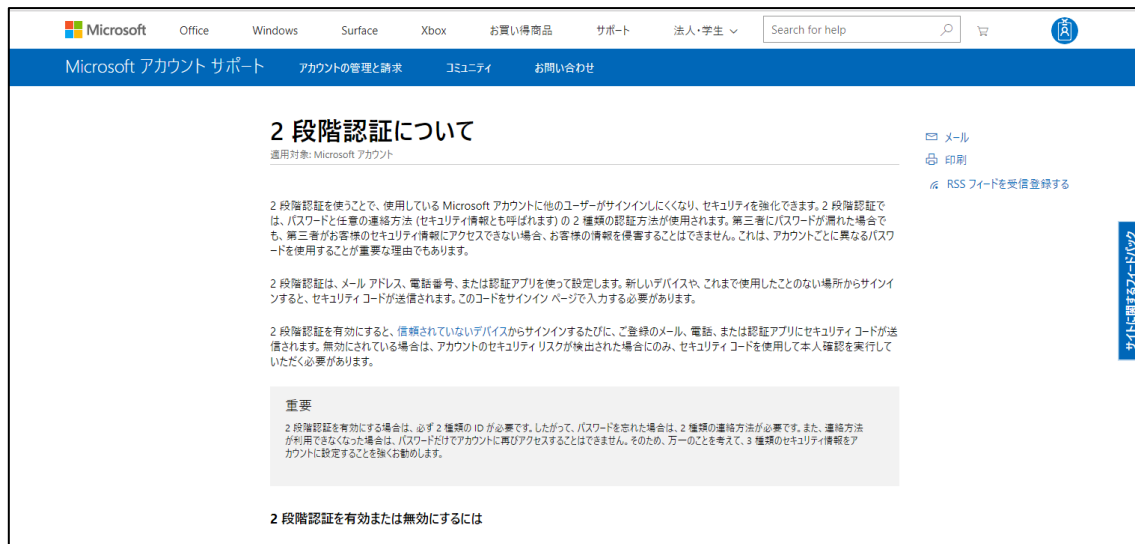 Microsoft Office Windows Surface Xbox お買い得商品 サポート 法人・学生 Search for help
Microsoft アカウント サポート アカウントの管理と請求 コミュニティ お問い合わせ
2 段階認証について
適用対象: Microsoft アカウント
メール
印刷
RSS フィードを受信登録する
2 段階認証を使うことで、使用している Microsoft アカウントに他のユーザーがサインインしにくくなり、セキュリティを強化できます。2 段階認証で
は、パスワードと任意の連絡方法 (セキュリティ情報とも呼ばれます) の 2 種類の認証方法が使用されます。第三者にパスワードが漏れた場合で
も、第三者がお客様のセキュリティ情報にアクセスできない場合、お客様の情報を侵害することはできません。これは、アカウントごとに異なるパスワ
ードを使用することが重要な理由でもあります。
2 段階認証は、メール アドレス、電話番号、または認証アプリを使って設定します。新しいデバイスや、これまで使用したことのない場所からサインイ
ンすると、セキュリティ コードが送信されます。このコードをサインイン ページで入力する必要があります。
2 段階認証を有効にすると、信頼されていないデバイスからサインインするたびに、ご登録のメール、電話、または認証アプリにセキュリティ コードが送
信されます。無効にされている場合は、アカウントのセキュリティ リスクが検出された場合にのみ、セキュリティ コードを使用して本人確認を実行して
いただく必要があります。
重要
2 段階認証を有効にする場合は、必ず 2 種類の ID が必要です。したがって、パスワードを忘れた場合は、2 種類の連絡方法が必要です。また、連絡方法
が利用できなくなった場合は、パスワードだけでアカウントに再びアクセスすることはできません。そのため、万一のことを考えて、3 種類のセキュリティ情報をア
カウントに設定することを強くお勧めします。
2 段階認証を有効または無効にするには
サイトに関するフィードバック